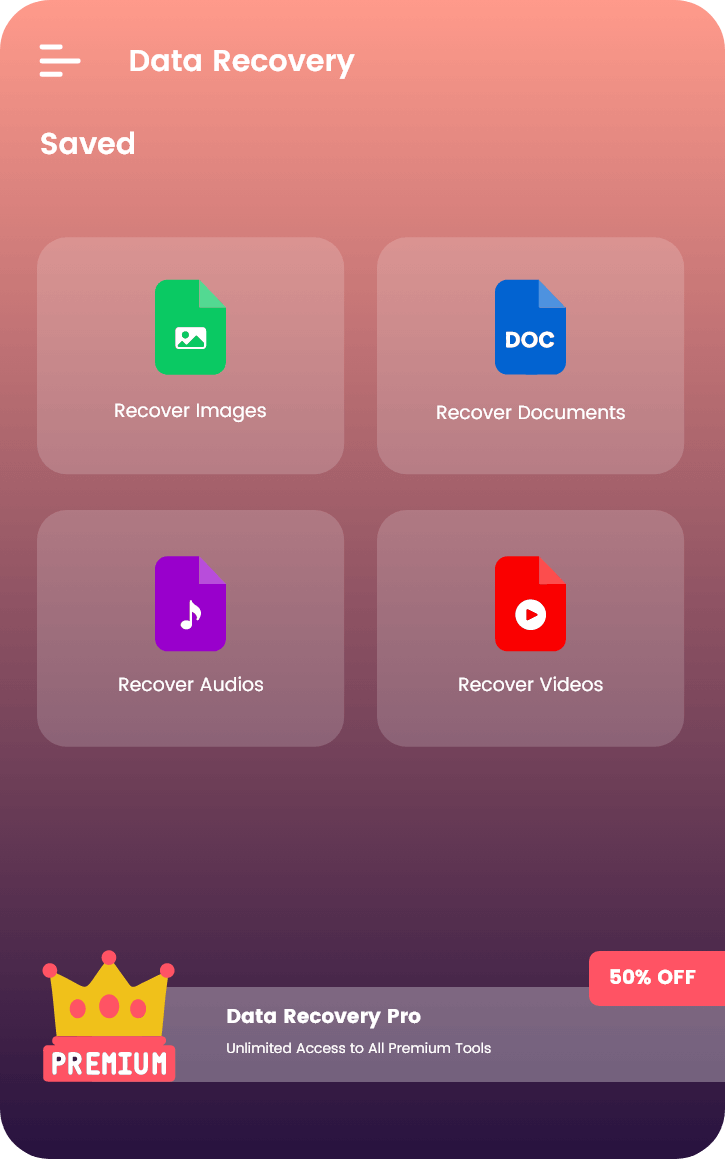 Data Recovery
Saved
Recover Images
DOC
Recover Documents
Recover Audios
Recover Videos
50% OFF
Data Recovery Pro
Unlimited Access to All Premium Tools
PREMIUM